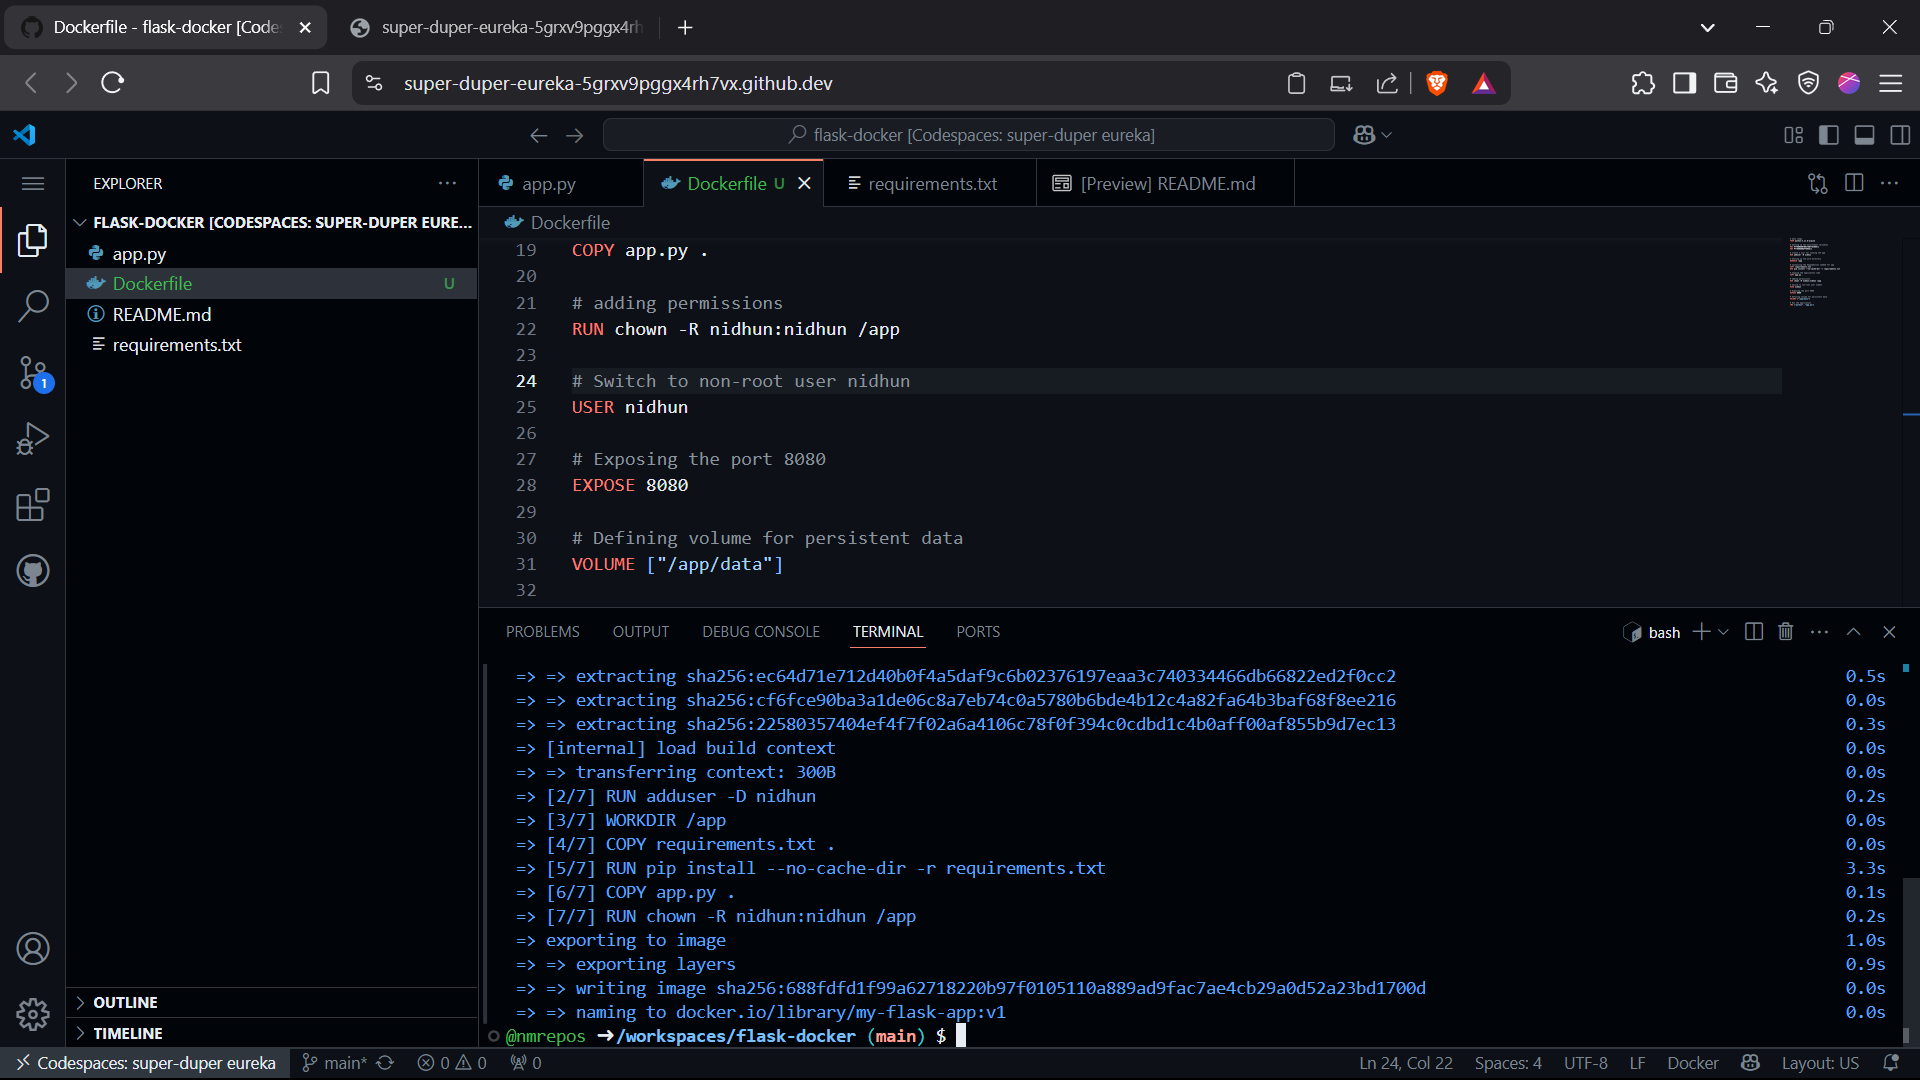 Dockerfile - flask-docker [Code
super-duper-eureka-5grxv9pggx4rh
super-duper-eureka-5grxv9pggx4rh7vx.github.dev
flask-docker [Codespaces: super-duper eureka]
EXPLORER
FLASK-DOCKER [CODESPACES: SUPER-DUPER EURE...
app.py
Dockerfile U
README.md
requirements.txt
1
OUTLINE
TIMELINE
app.py
Dockerfile U
requirements.txt
[Preview] README.md
Dockerfile
19 COPY app.py .
20
21 # adding permissions
22 RUN chown -R nidhun:nidhun /app
23
24 # Switch to non-root user nidhun
25 USER nidhun
26
27 # Exposing the port 8080
28 EXPOSE 8080
29
30 # Defining volume for persistent data
31 VOLUME ["/app/data"]
32
PROBLEMS OUTPUT DEBUG CONSOLE TERMINAL PORTS
bash
=> => extracting sha256:ec64d71e712d40b0f4a5daf9c6b02376197eaa3c740334466db66822ed2f0cc2 0.5s
=> => extracting sha256:cf6fce90ba3a1de06c8a7eb74c0a5780b6bde4b12c4a82fa64b3baf68f8ee216 0.0s
=> => extracting sha256:22580357404ef4f7f02a6a4106c78f0f394c0cdbd1c4b0aff00af855b9d7ec13 0.3s
=> [internal] load build context 0.0s
=> => transferring context: 300B 0.0s
=> [2/7] RUN adduser -D nidhun 0.2s
=> [3/7] WORKDIR /app 0.0s
=> [4/7] COPY requirements.txt . 0.0s
=> [5/7] RUN pip install --no-cache-dir -r requirements.txt 3.3s
=> [6/7] COPY app.py . 0.1s
=> [7/7] RUN chown -R nidhun:nidhun /app 0.2s
=> exporting to image 1.0s
=> => exporting layers 0.9s
=> => writing image sha256:688fdfd1f99a62718220b97f0105110a889ad9fac7ae4cb29a0d52a23bd1700d 0.0s
=> => naming to docker.io/library/my-flask-app:v1 0.0s
@nmrepos ➜/workspaces/flask-docker (main) $
Codespaces: super-duper eureka main* 0 0 0 Ln 24, Col 22 Spaces: 4 UTF-8 LF Docker Layout: US